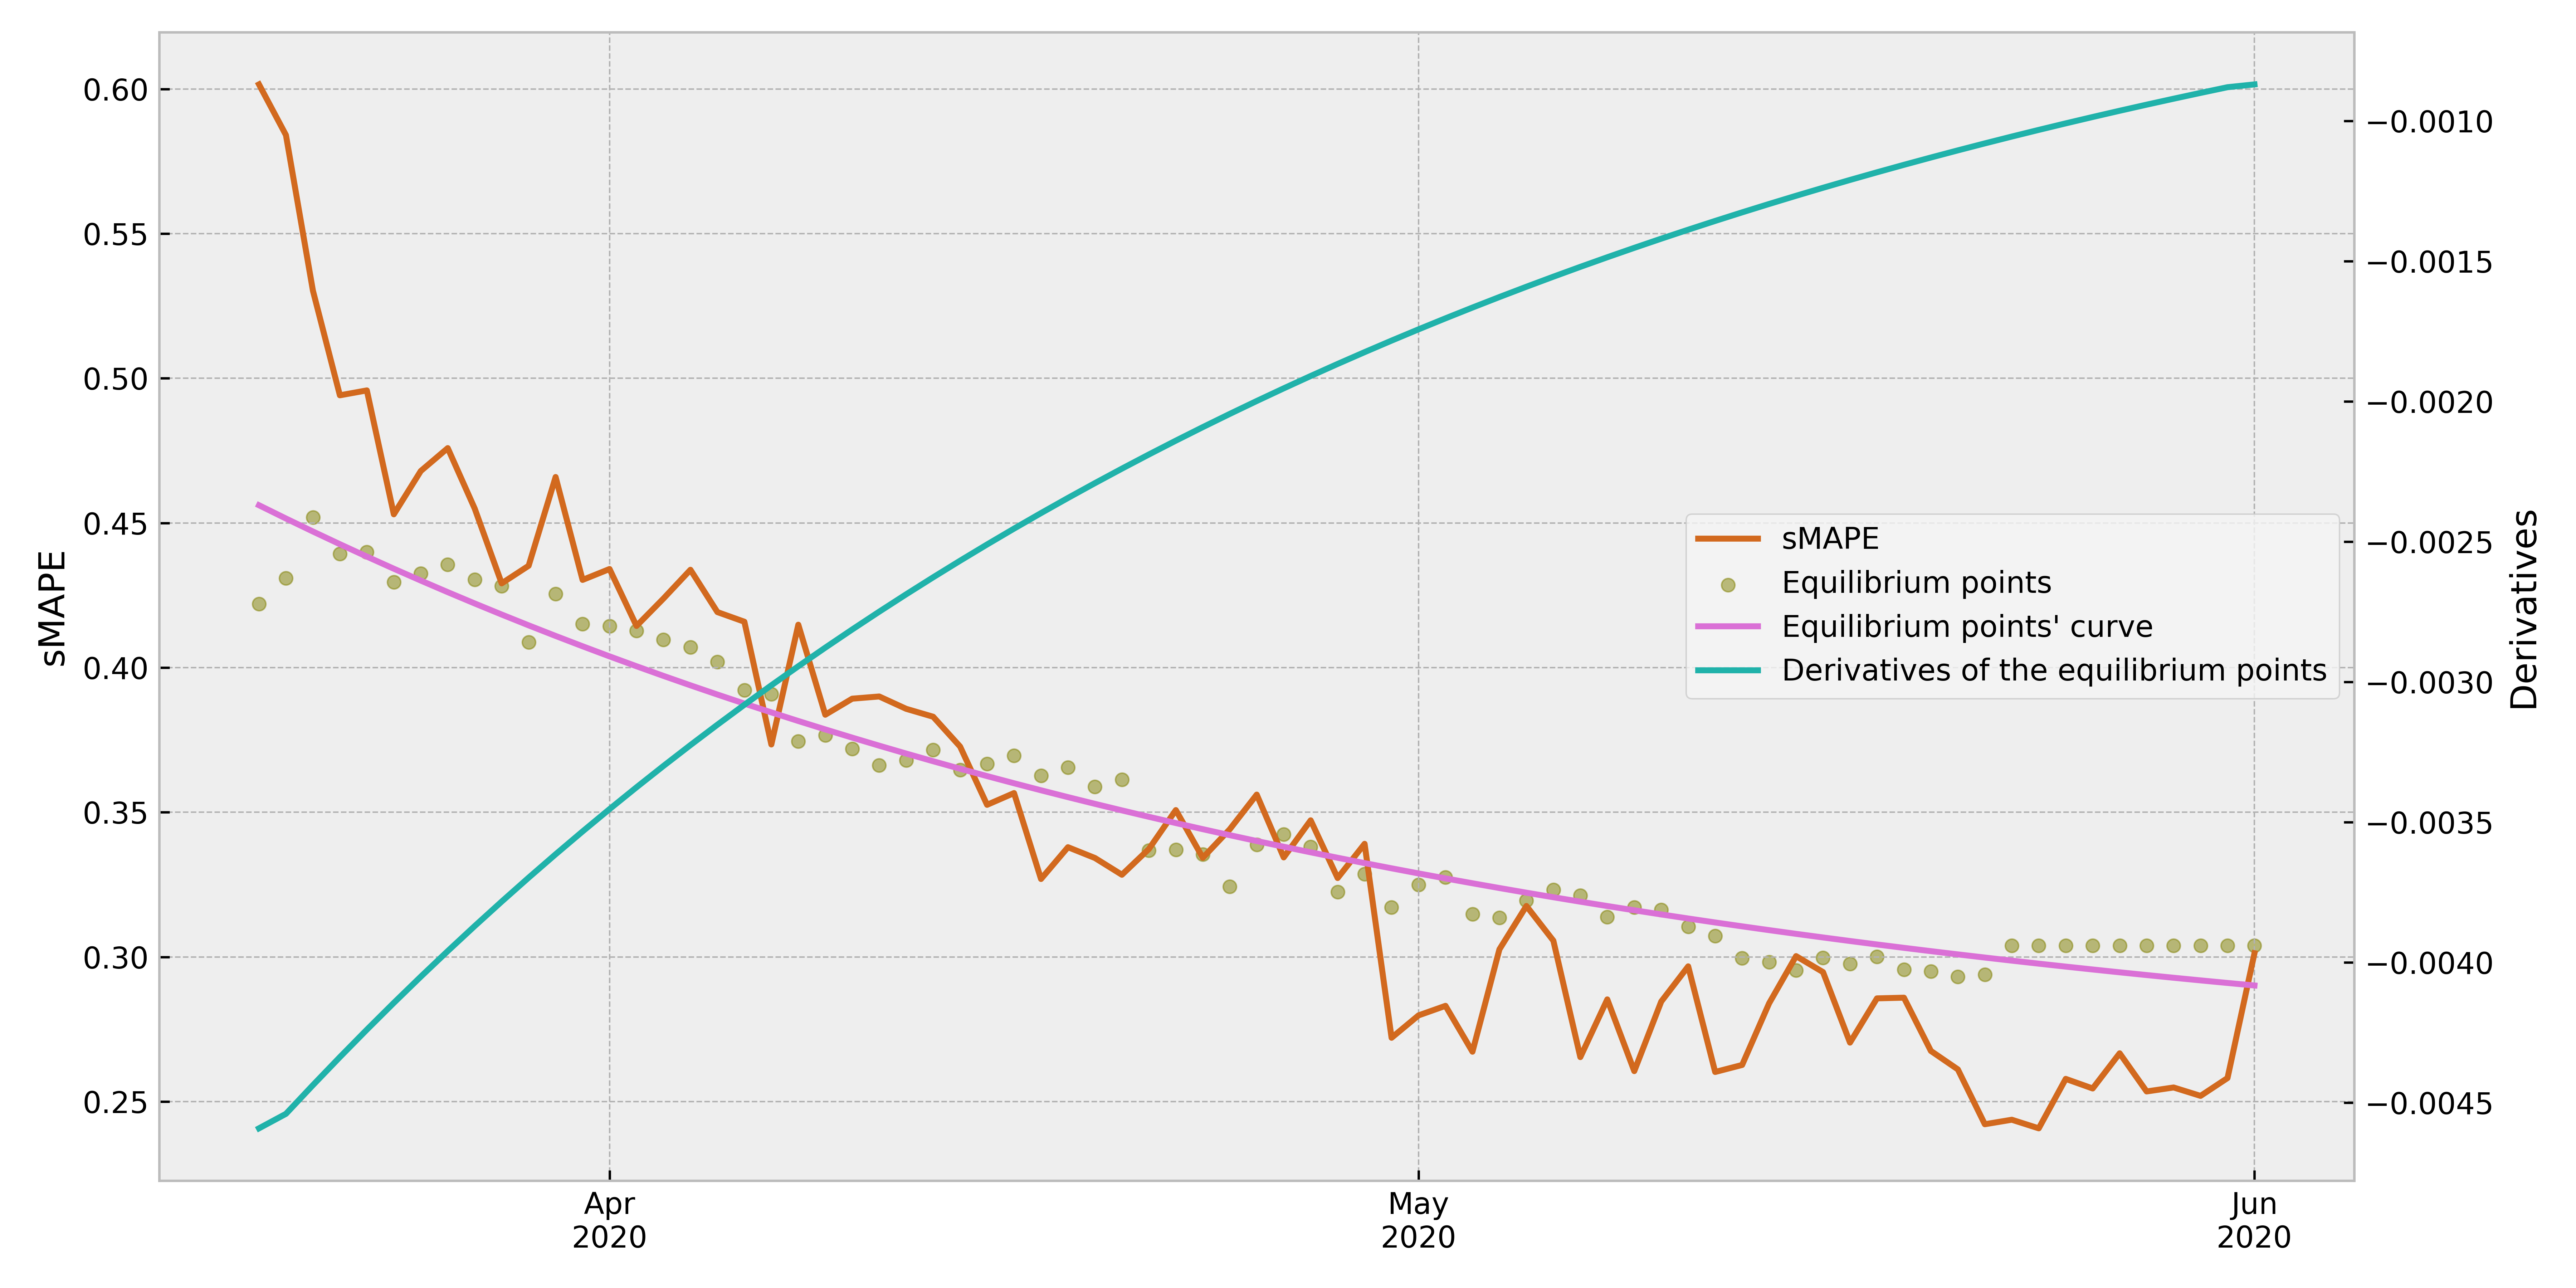 0.60
0.55
0.50
0.45
0.40
0.35
0.30
0.25
sMAPE
−0.0010
−0.0015
−0.0020
−0.0025
−0.0030
−0.0035
−0.0040
−0.0045
Derivatives
sMAPE
Equilibrium points
Equilibrium points' curve
Derivatives of the equilibrium points
Apr
2020
May
2020
Jun
2020